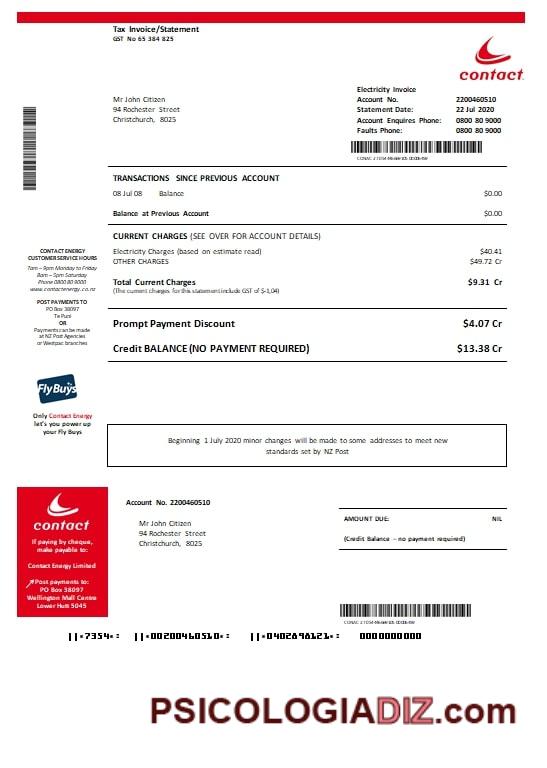 Tax Invoice/Statement
GST No 65 384 825
contact
Mr John Citizen
94 Rochester Street
Christchurch, 8025
Electricity Invoice
Account No. 2200460510
Statement Date: 22 Jul 2020
Account Enquires Phone: 0800 80 9000
Faults Phone: 0800 80 9000
TRANSACTIONS SINCE PREVIOUS ACCOUNT
08 Jul 08 Balance $0.00
Balance at Previous Account $0.00
CURRENT CHARGES (SEE OVER FOR ACCOUNT DETAILS)
Electricity Charges (based on estimate read) $40.41
OTHER CHARGES $49.72 Cr
Total Current Charges $9.31 Cr
(The current charges for this statement include GST of $-1,04)
Prompt Payment Discount $4.07 Cr
Credit BALANCE (NO PAYMENT REQUIRED) $13.38 Cr
CONTACT ENERGY
CUSTOMER SERVICE HOURS
7am – 9pm Monday to Friday
8am – 5pm Saturday
Phone 0800 80 9000
www.contactenergy.co.nz
POST PAYMENTS TO
PO Box 38097
Te Puni
OR
Payments can be made
at NZ Post Agencies
or Westpac branches
FlyBuys
Only Contact Energy
let's you power up
your Fly Buys
Beginning 1 July 2020 minor changes will be made to some addresses to meet new
standards set by NZ Post
contact
If paying by cheque,
make payable to:
Contact Energy Limited
Post payments to:
PO Box 38097
Wellington Mall Centre
Lower Hutt 5045
Account No. 2200460510
Mr John Citizen
94 Rochester Street
Christchurch, 8025
AMOUNT DUE: NIL
(Credit Balance – no payment required)
PSICOLOGIADIZ.com